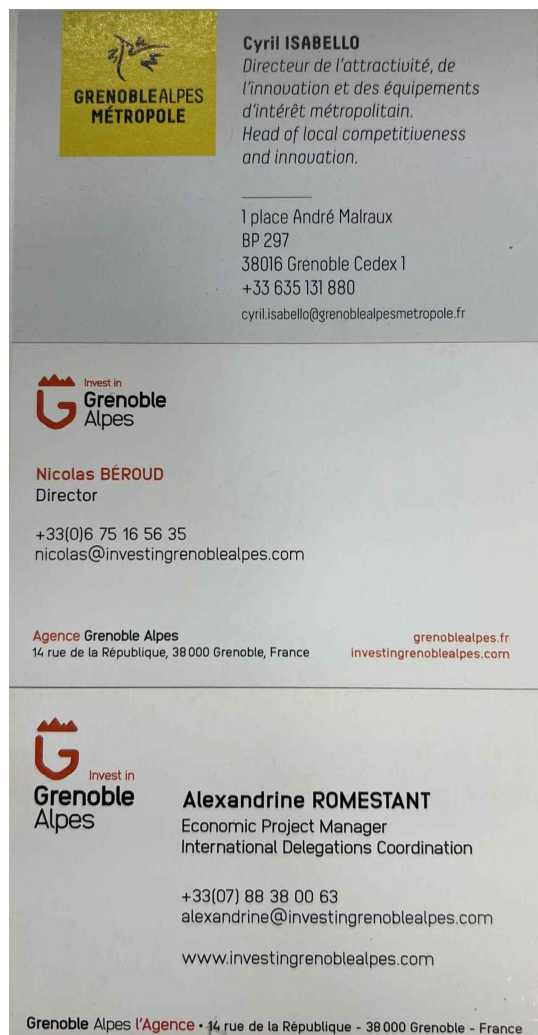 GRENOBLEALPES
MÉTROPOLE
Cyril ISABELLO
Directeur de l'attractivité, de
l'innovation et des équipements
d'intérêt métropolitain.
Head of local competitiveness
and innovation.
1 place André Malraux
BP 297
38016 Grenoble Cedex 1
+33 635 131 880
cyril.isabello@grenoblealpesmetropole.fr
Invest in
Grenoble
Alpes
Nicolas BÉROUD
Director
+33(0)6 75 16 56 35
nicolas@investingrenoblealpes.com
Agence Grenoble Alpes
14 rue de la République, 38 000 Grenoble, France
grenoblealpes.fr
investingrenoblealpes.com
Invest in
Grenoble
Alpes
Alexandrine ROMESTANT
Economic Project Manager
International Delegations Coordination
+33(07) 88 38 00 63
alexandrine@investingrenoblealpes.com
www.investingrenoblealpes.com
Grenoble Alpes l'Agence • 14 rue de la République - 38 000 Grenoble - France